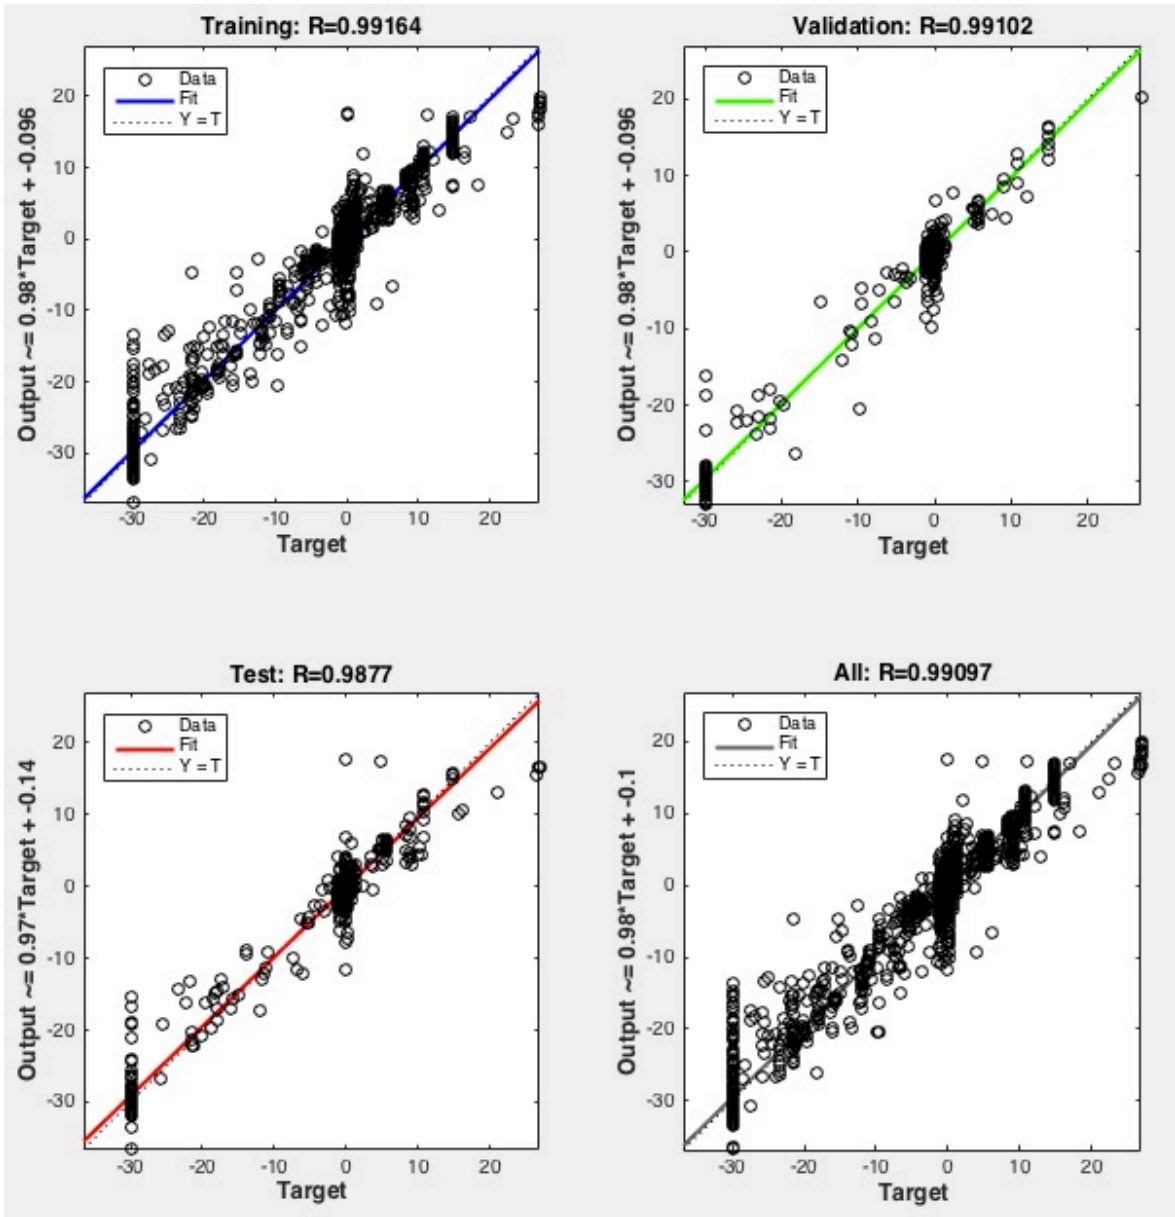 Training: R=0.99164
Data
Fit
Y = T
Output ~= 0.98*Target + -0.096
20
10
0
-10
-20
-30
-30 -20 -10 0 10 20
Target
Validation: R=0.99102
Data
Fit
Y = T
Output ~= 0.98*Target + -0.096
20
10
0
-10
-20
-30
-30 -20 -10 0 10 20
Target
Test: R=0.9877
Data
Fit
Y = T
Output ~= 0.97*Target + -0.14
20
10
0
-10
-20
-30
-30 -20 -10 0 10 20
Target
All: R=0.99097
Data
Fit
Y = T
Output ~= 0.98*Target + -0.1
20
10
0
-10
-20
-30
-30 -20 -10 0 10 20
Target